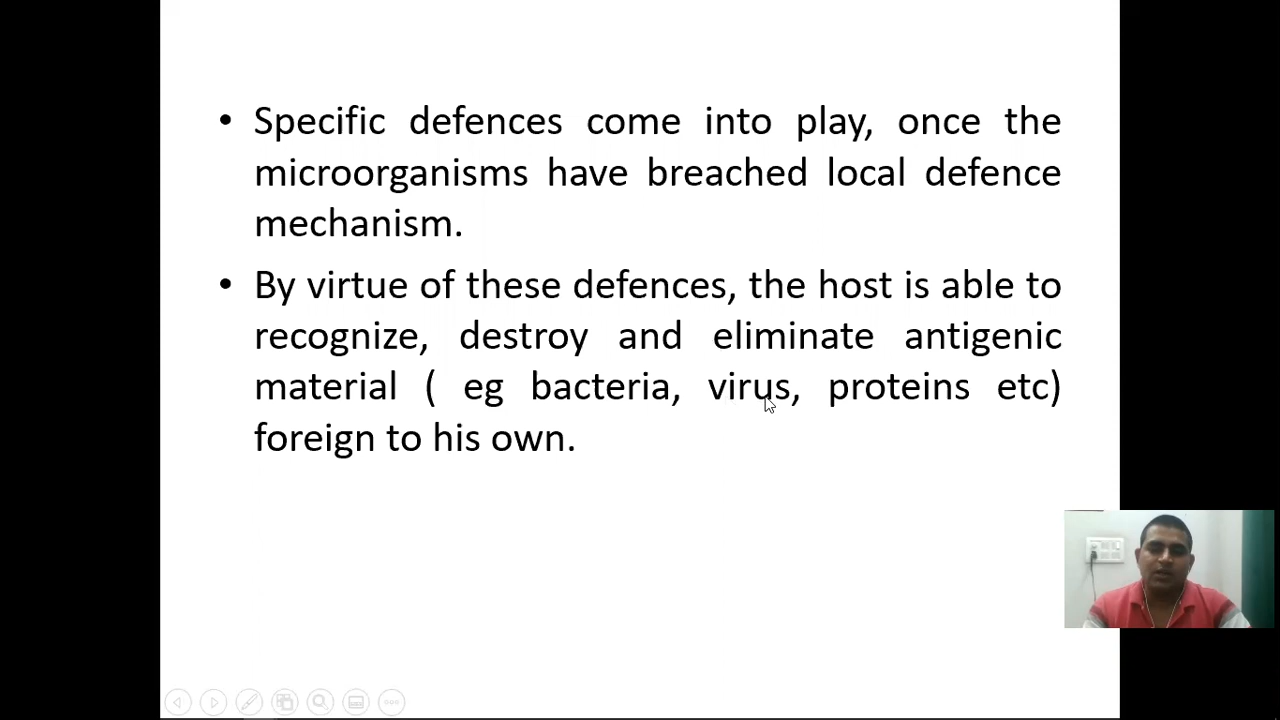 • Specific defences come into play, once the
microorganisms have breached local defence
mechanism.
• By virtue of these defences, the host is able to
recognize, destroy and eliminate antigenic
material ( eg bacteria, virus, proteins etc)
foreign to his own.